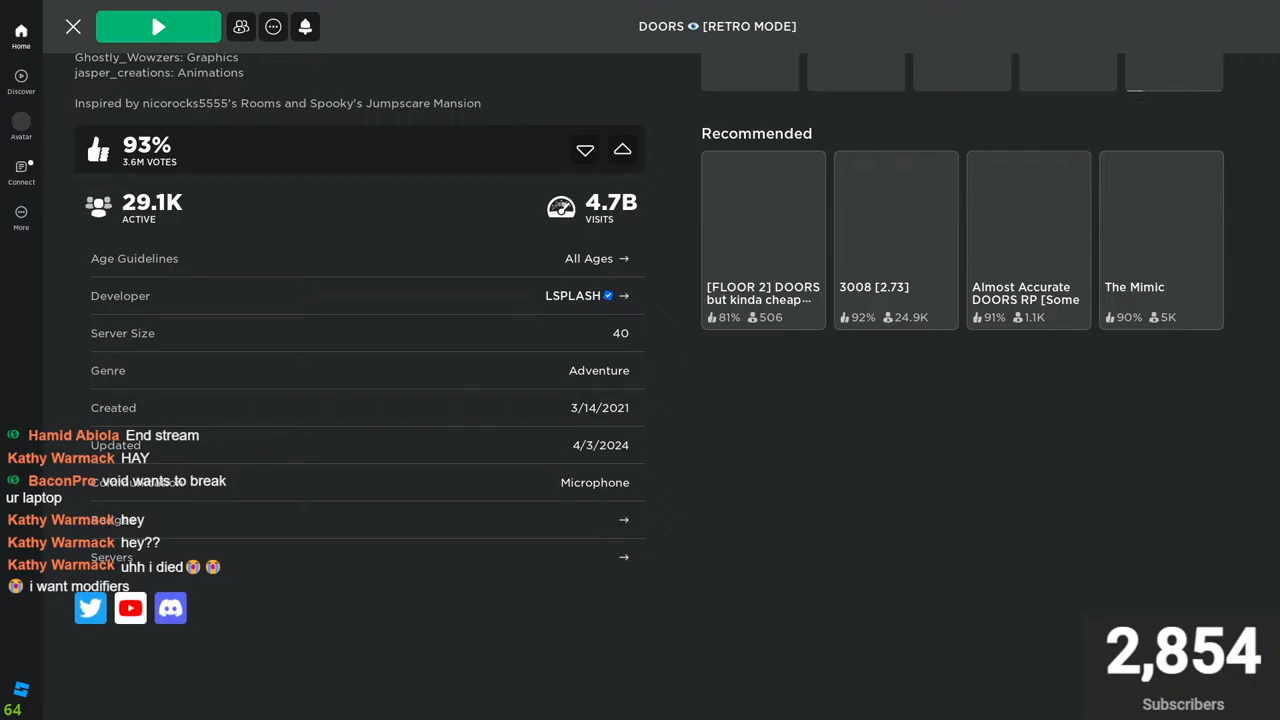 DOORS 👁 [RETRO MODE]
Home
Discover
Avatar
Connect
More
64
Ghostly_Wowzers: Graphics
jasper_creations: Animations
Inspired by nicorocks5555's Rooms and Spooky's Jumpscare Mansion
93%
3.6M VOTES
29.1K
ACTIVE
4.7B
VISITS
Age Guidelines All Ages →
Developer LSPLASH →
Server Size 40
Genre Adventure
Created 3/14/2021
Updated 4/3/2024
Microphone
Servers →
Hamid Abiola End stream
Kathy Warmack HAY
BaconPro void wants to break
ur laptop
Kathy Warmack hey
Kathy Warmack hey??
Kathy Warmack uhh i died😭 😭
😭 i want modifiers
Recommended
[FLOOR 2] DOORS
but kinda cheap...
81% 506
3008 [2.73]
92% 24.9K
Almost Accurate
DOORS RP [Some
91% 1.1K
The Mimic
90% 5K
2,854
Subscribers